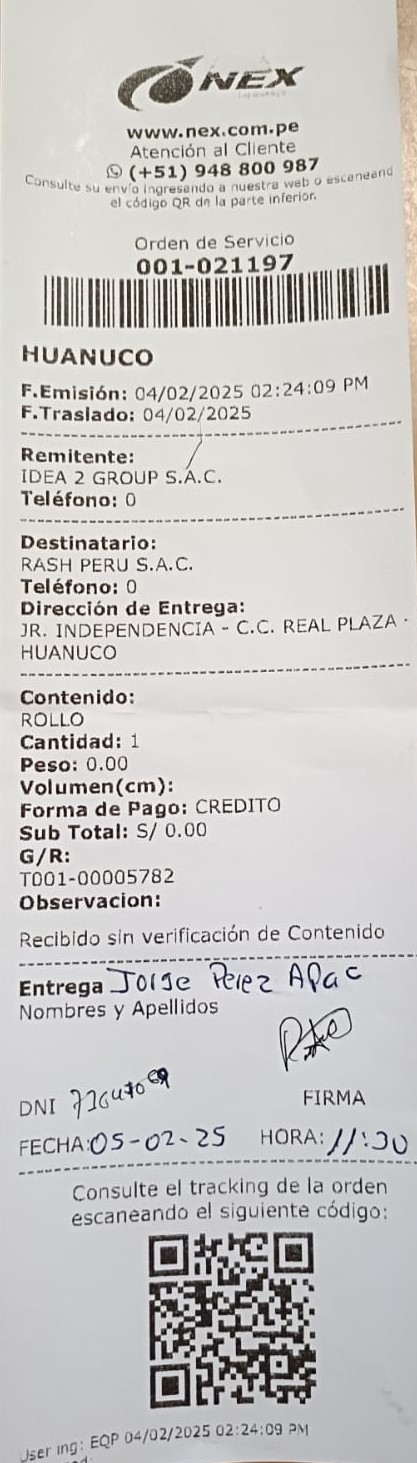 NEX
www.nex.com.pe
Atención al Cliente
(+51) 948 800 987
Consulte su envío ingresando a nuestra web o escaneand
el código QR de la parte inferior.
Orden de Servicio
001-021197
HUANUCO
F.Emisión: 04/02/2025 02:24:09 PM
F.Traslado: 04/02/2025
Remitente:
IDEA 2 GROUP S.A.C.
Teléfono: 0
Destinatario:
RASH PERU S.A.C.
Teléfono: 0
Dirección de Entrega:
JR. INDEPENDENCIA - C.C. REAL PLAZA -
HUANUCO
Contenido:
ROLLO
Cantidad: 1
Peso: 0.00
Volumen(cm):
Forma de Pago: CREDITO
Sub Total: S/ 0.00
G/R:
T001-00005782
Observacion:
Recibido sin verificación de Contenido
Entrega Jorge Perez Apac
Nombres y Apellidos
DNI
FIRMA
FECHA:05-02-25 HORA: 11:30
Consulte el tracking de la orden
escaneando el siguiente código:
User ing: EQP 04/02/2025 02:24:09 PM